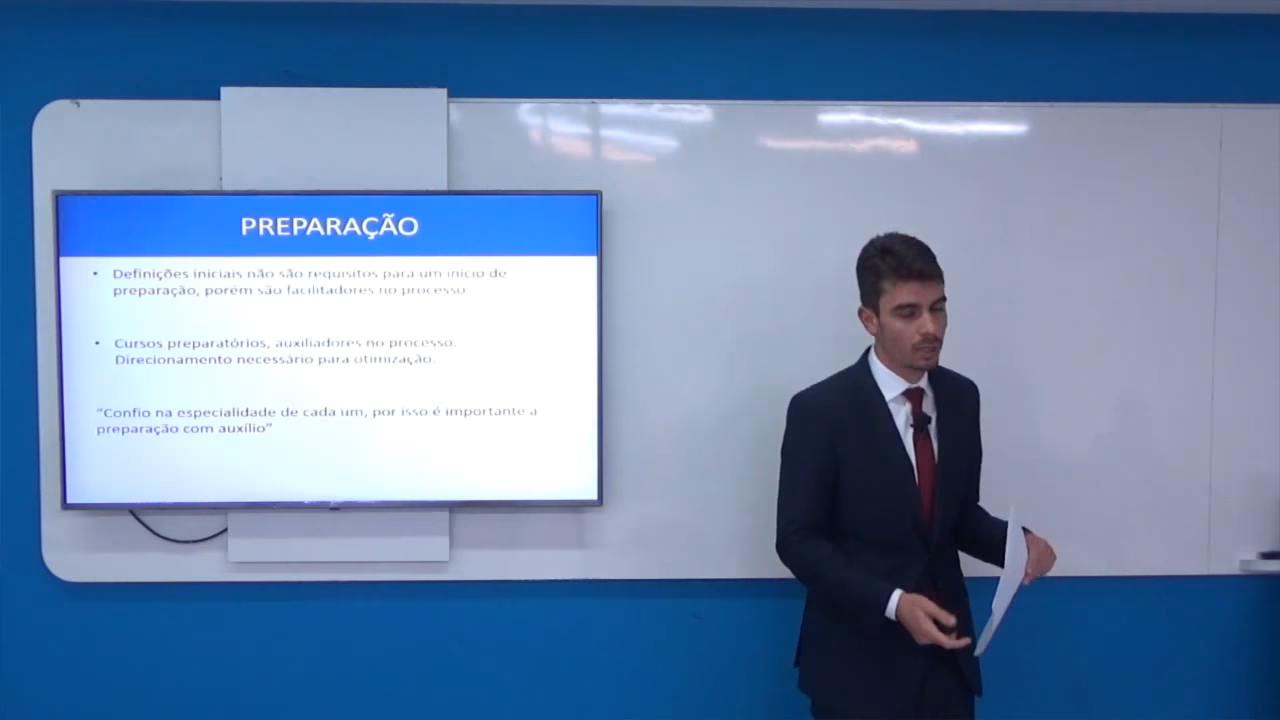 PREPARAÇÃO
• Definições iniciais não são requisitos para um início de
preparação, porém são facilitadores no processo.
• Cursos preparatórios, auxiliadores no processo.
Direcionamento necessário para otimização.
“Confio na especialidade de cada um, por isso é importante a
preparação com auxílio”